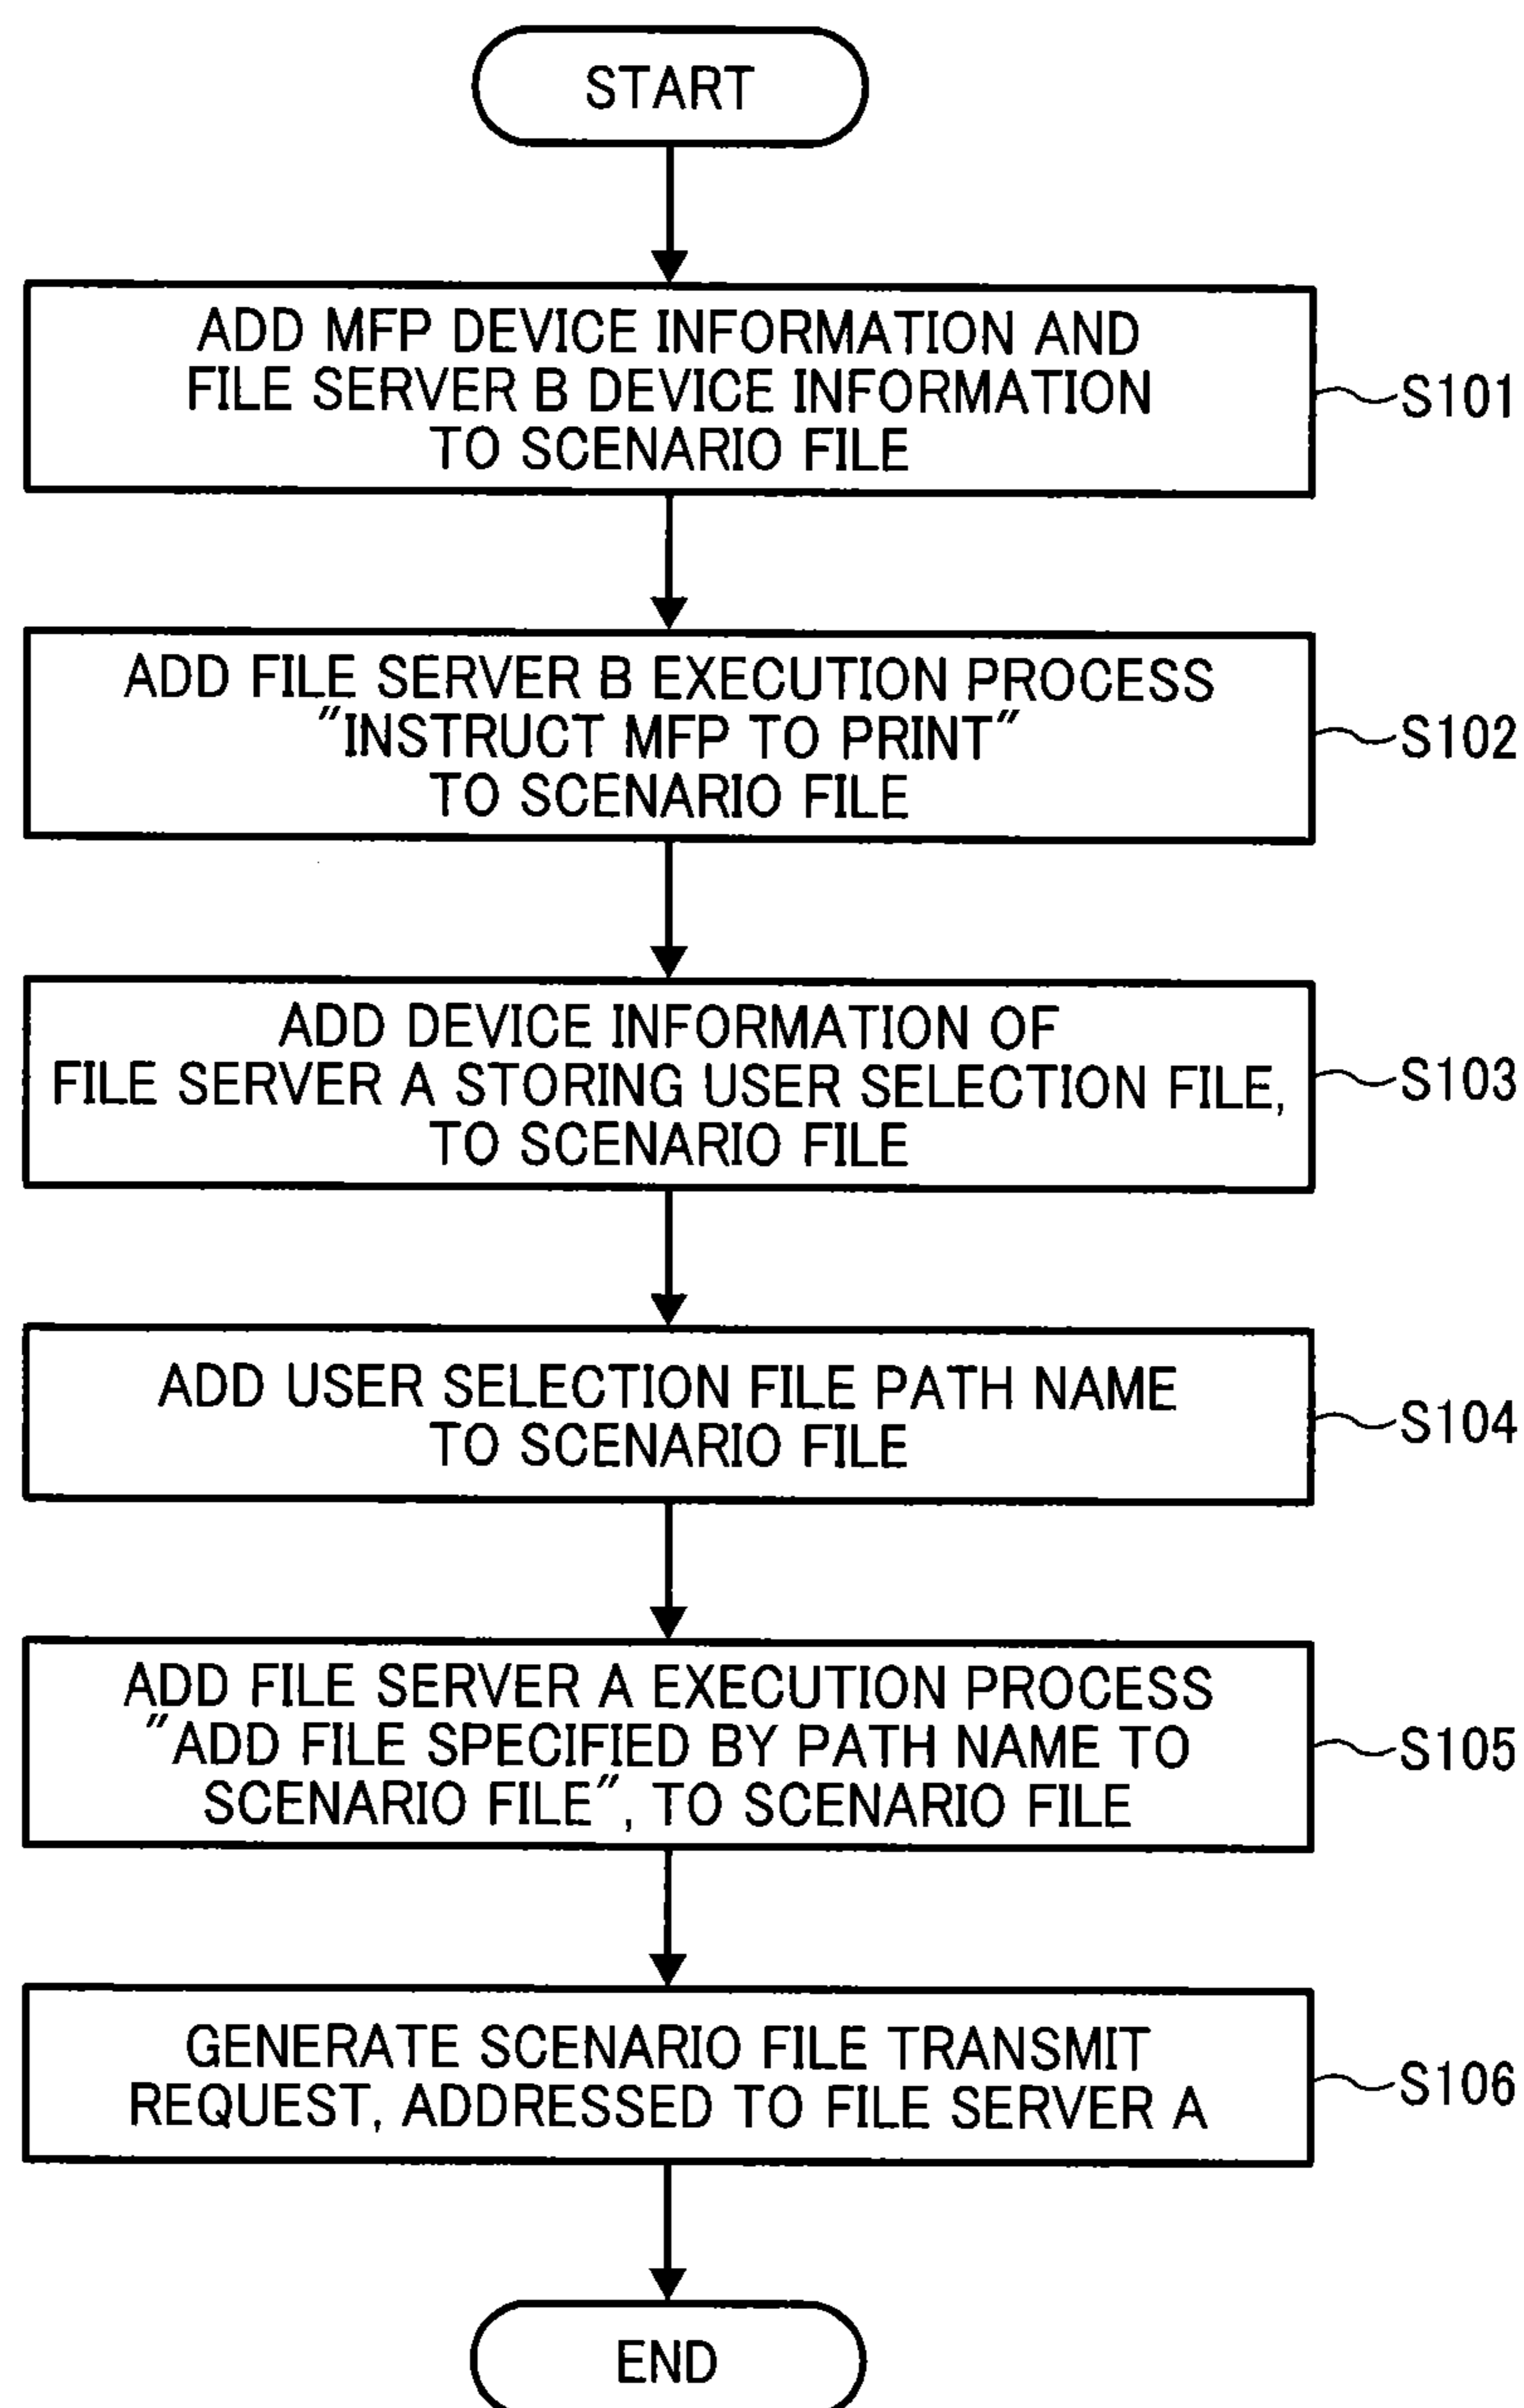 START
ADD MFP DEVICE INFORMATION AND
FILE SERVER B DEVICE INFORMATION
TO SCENARIO FILE
S101
ADD FILE SERVER B EXECUTION PROCESS
"INSTRUCT MFP TO PRINT"
TO SCENARIO FILE
S102
ADD DEVICE INFORMATION OF
FILE SERVER A STORING USER SELECTION FILE,
TO SCENARIO FILE
S103
ADD USER SELECTION FILE PATH NAME
TO SCENARIO FILE
S104
ADD FILE SERVER A EXECUTION PROCESS
"ADD FILE SPECIFIED BY PATH NAME TO
SCENARIO FILE", TO SCENARIO FILE
S105
GENERATE SCENARIO FILE TRANSMIT
REQUEST, ADDRESSED TO FILE SERVER A
S106
END